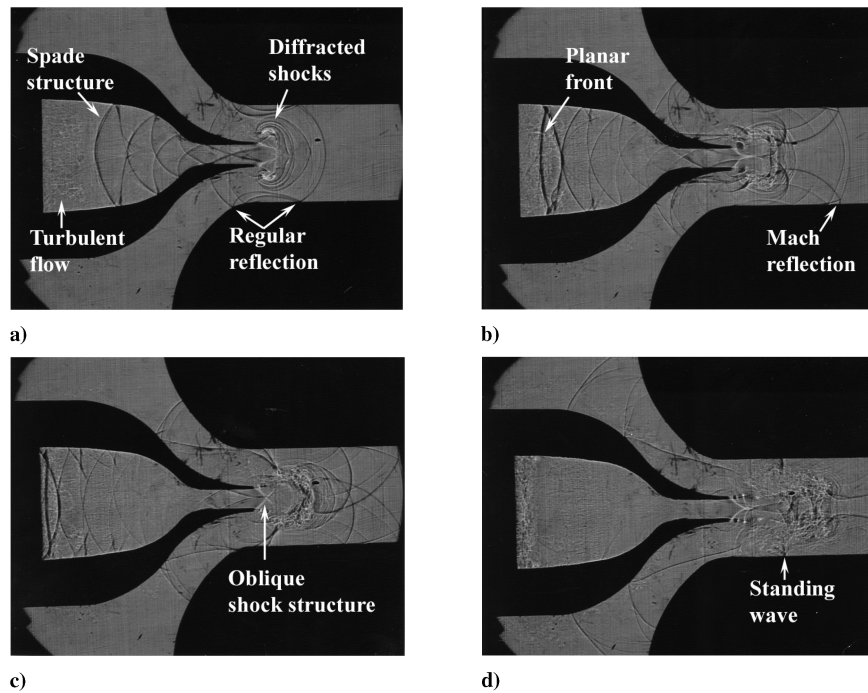 Spade
structure
Diffracted
shocks
Turbulent
flow
Regular
reflection
a)
Planar
front
Mach
reflection
b)
Oblique
shock structure
c)
Standing
wave
d)